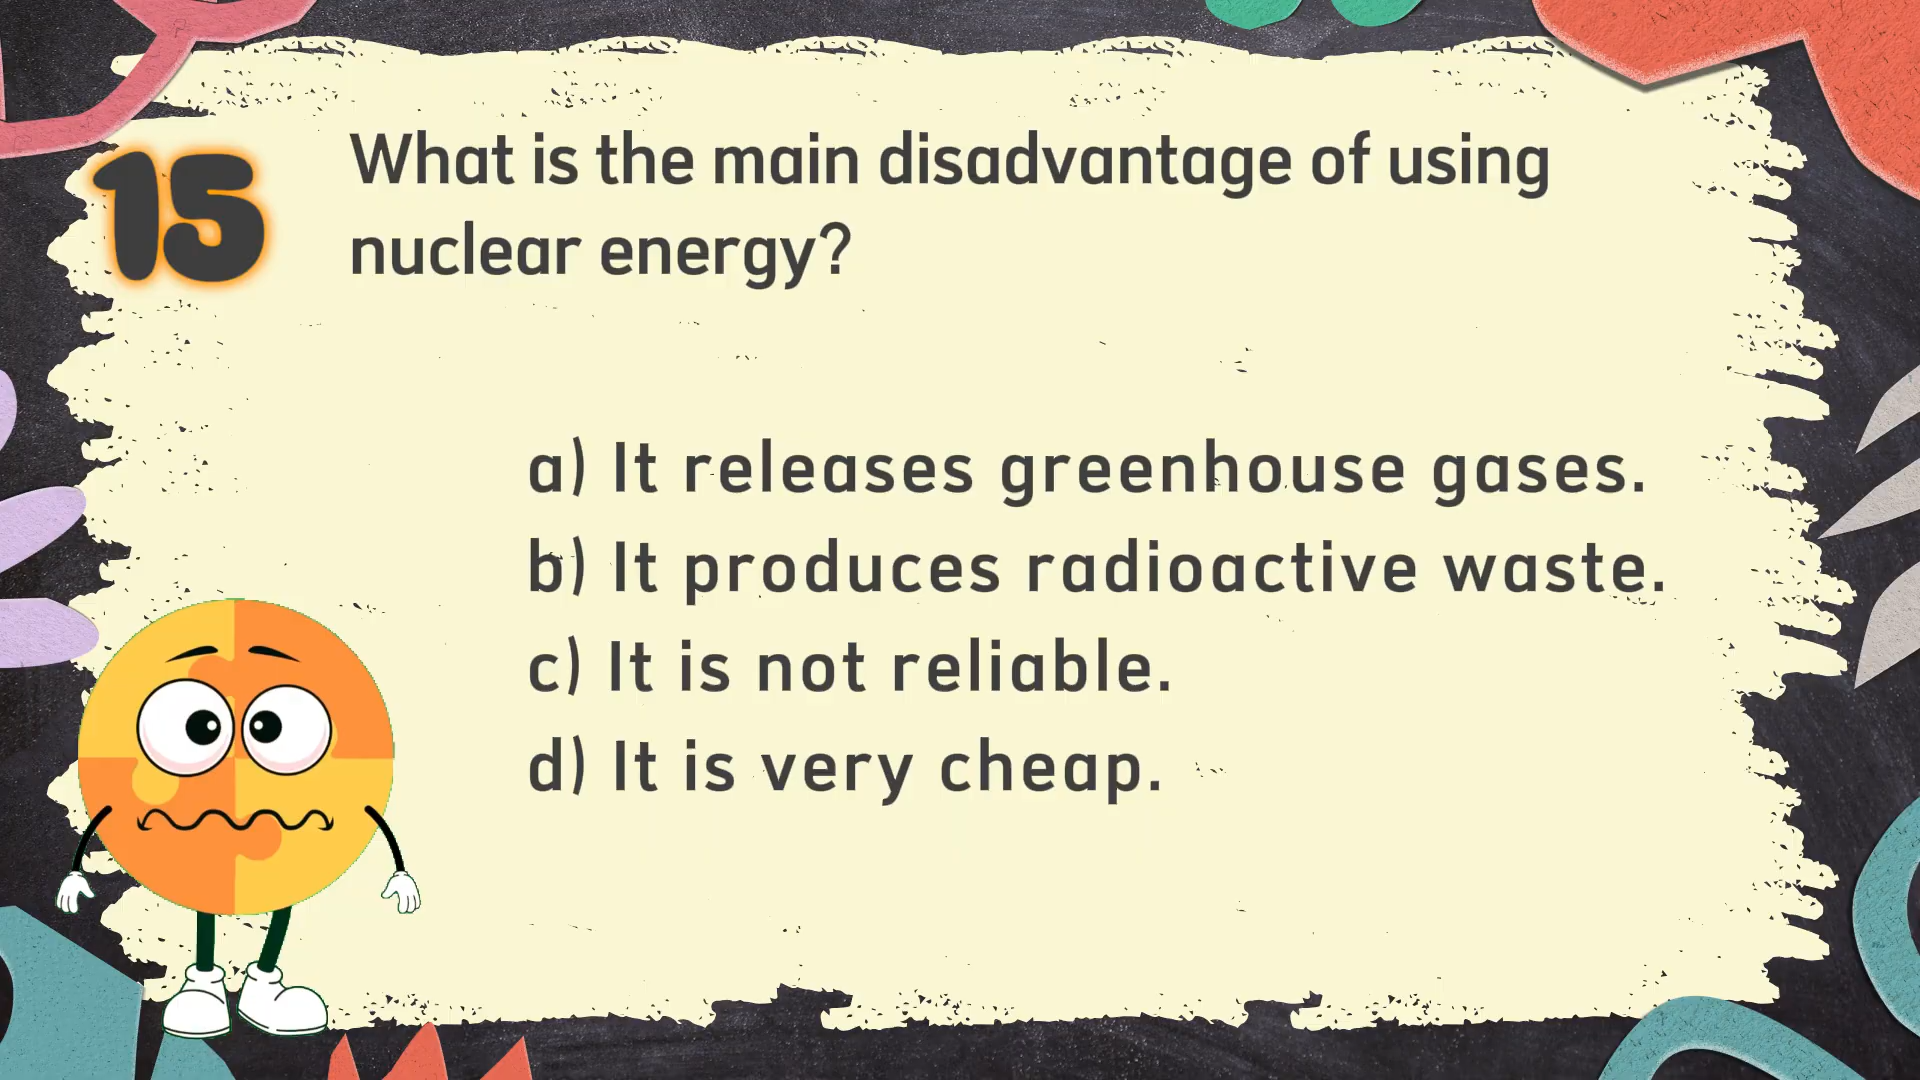 15
What is the main disadvantage of using
nuclear energy?
a) It releases greenhouse gases.
b) It produces radioactive waste.
c) It is not reliable.
d) It is very cheap.